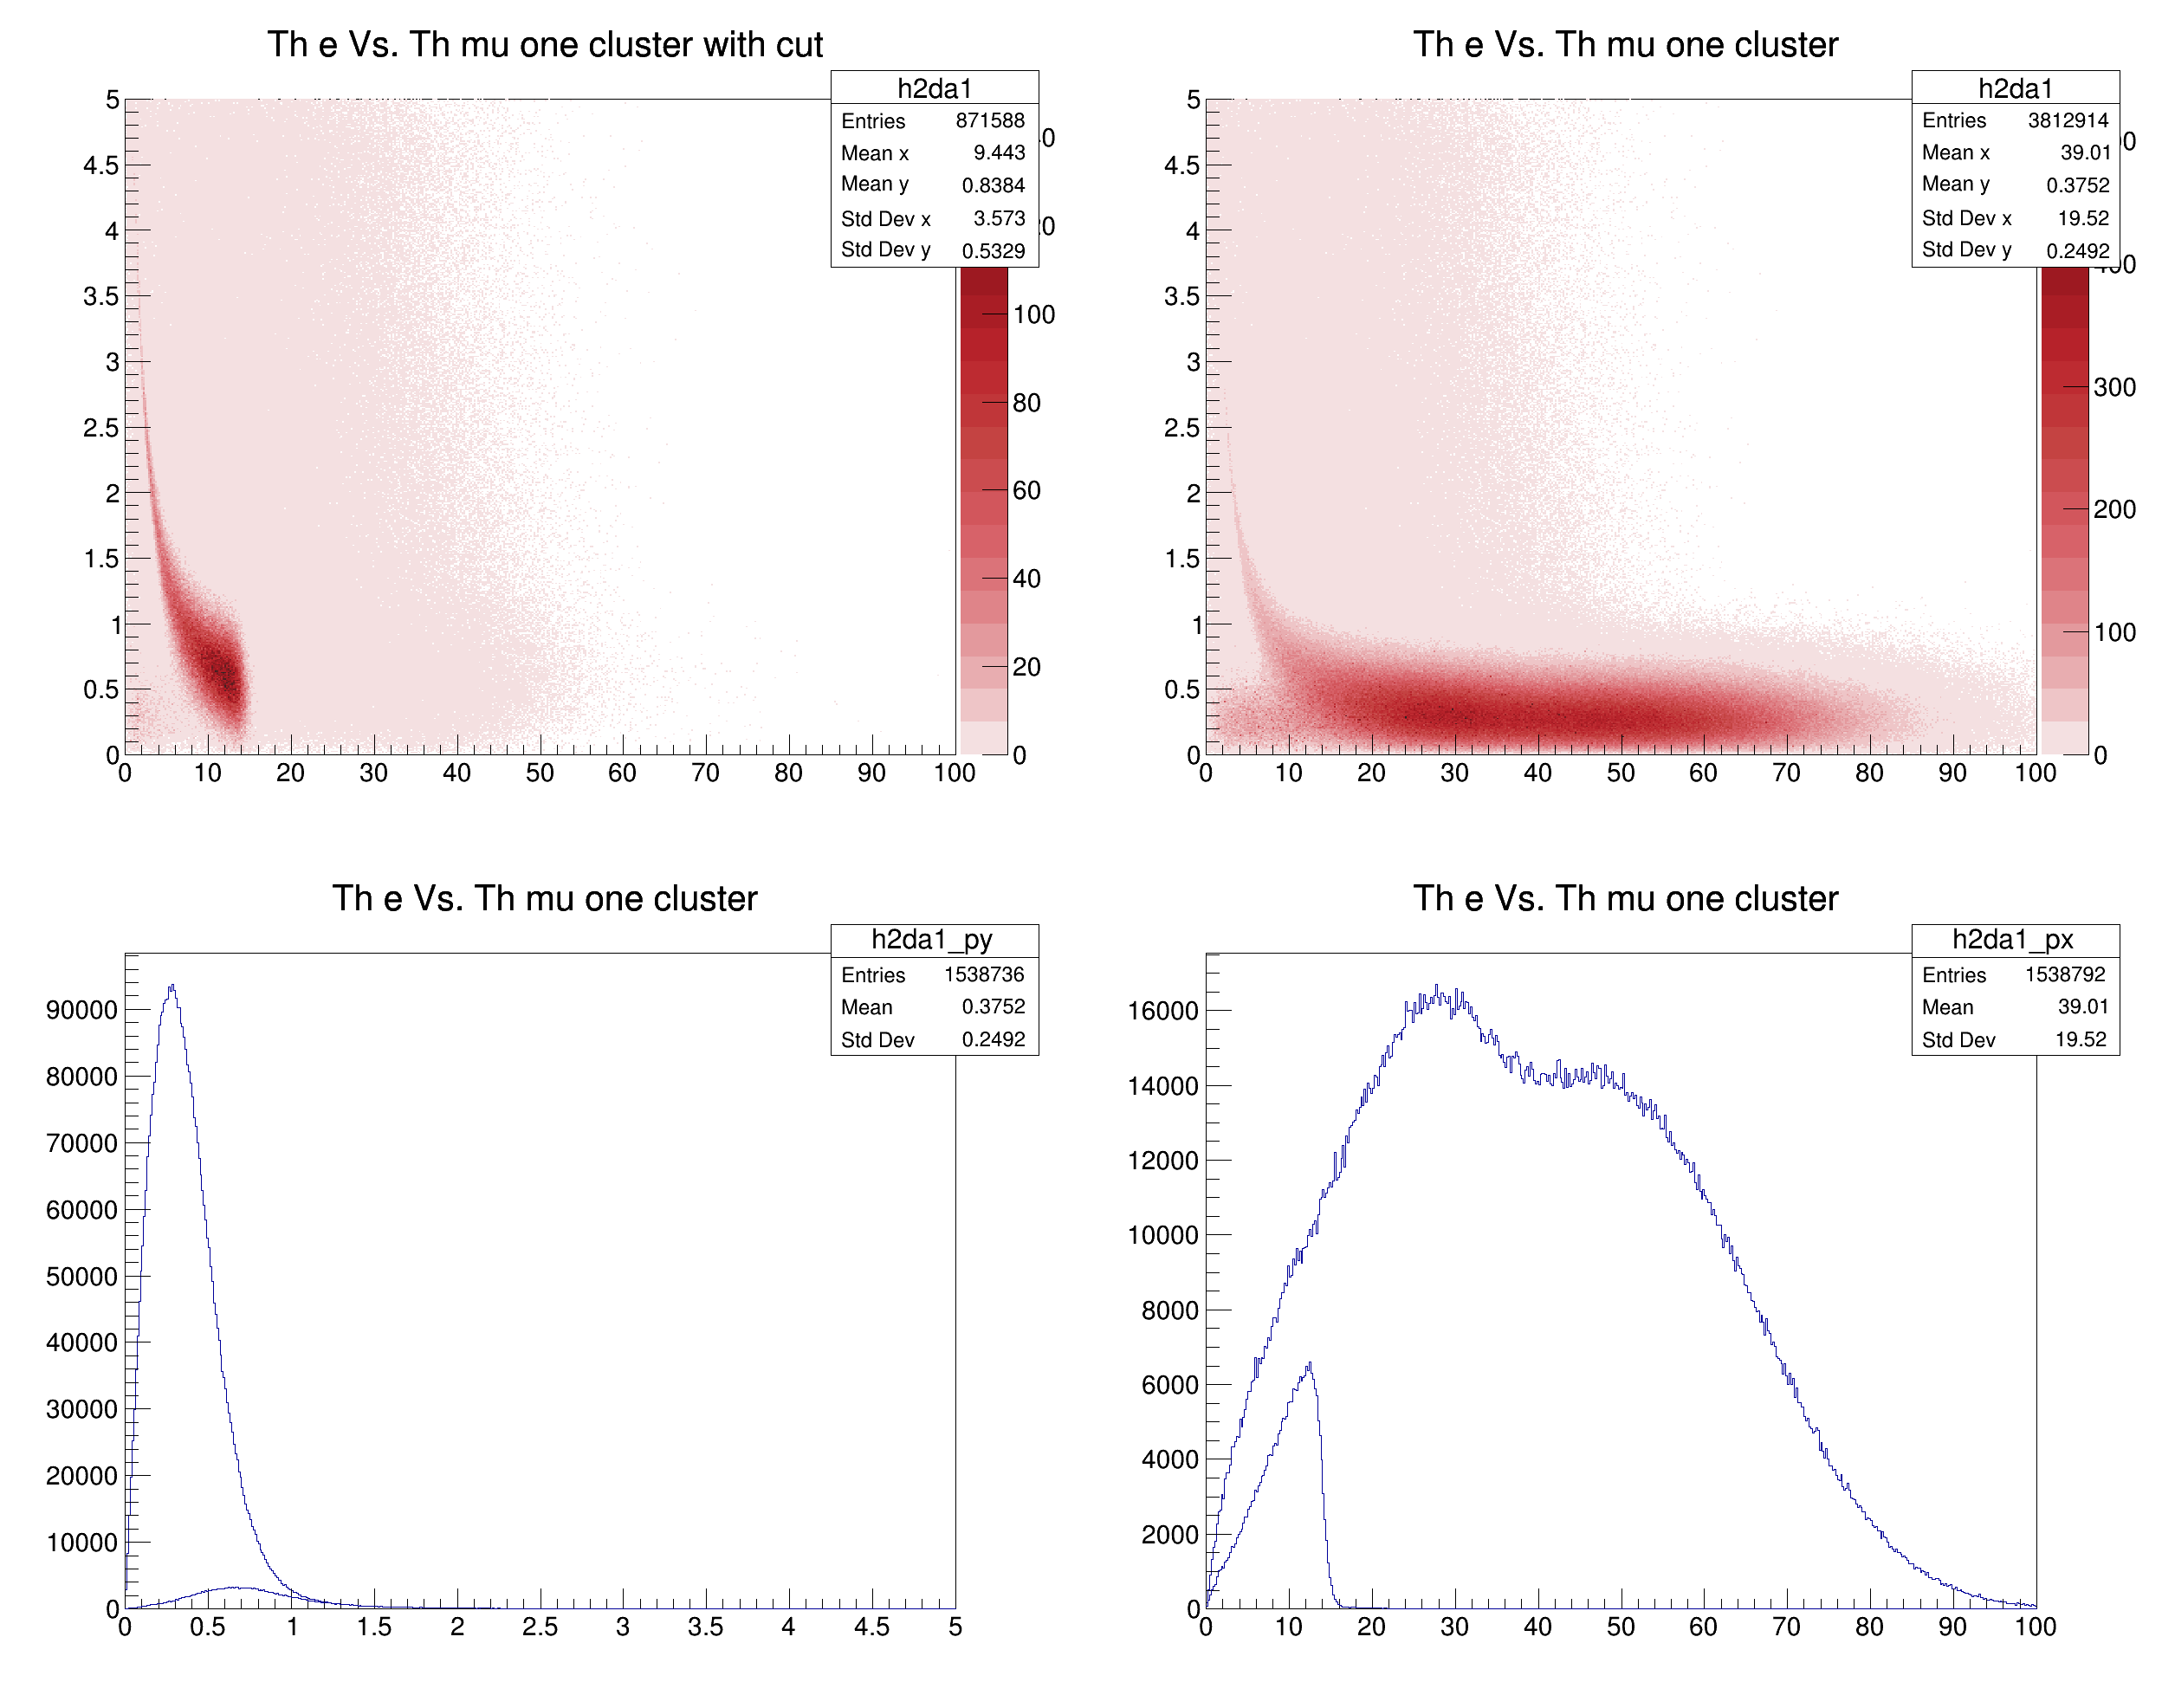 Th e Vs. Th mu one cluster with cut
h2da1
Entries 871588
Mean x 9.443
Mean y 0.8384
Std Dev x 3.573
Std Dev y 0.5329
5
4.5
4
3.5
3
2.5
2
1.5
1
0.5
0
0 10 20 30 40 50 60 70 80 90 100
100
80
60
40
20
0
Th e Vs. Th mu one cluster
h2da1
Entries 3812914
Mean x 39.01
Mean y 0.3752
Std Dev x 19.52
Std Dev y 0.2492
5
4.5
4
3.5
3
2.5
2
1.5
1
0.5
0
0 10 20 30 40 50 60 70 80 90 100
400
300
200
100
0
Th e Vs. Th mu one cluster
h2da1_py
Entries 1538736
Mean 0.3752
Std Dev 0.2492
90000
80000
70000
60000
50000
40000
30000
20000
10000
0
0 0.5 1 1.5 2 2.5 3 3.5 4 4.5 5
Th e Vs. Th mu one cluster
h2da1_px
Entries 1538792
Mean 39.01
Std Dev 19.52
16000
14000
12000
10000
8000
6000
4000
2000
0
0 10 20 30 40 50 60 70 80 90 100